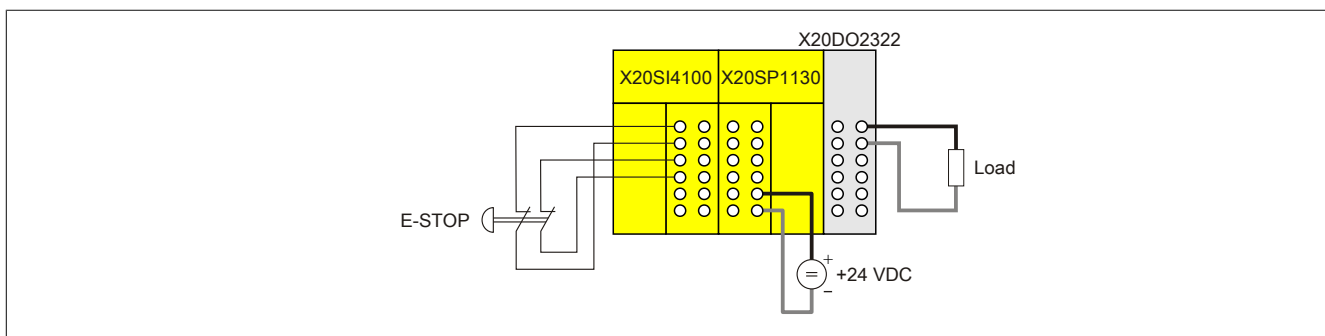 X20DO2322
X20SI4100
X20SP1130
Load
E-STOP
+
=
+24 VDC
–